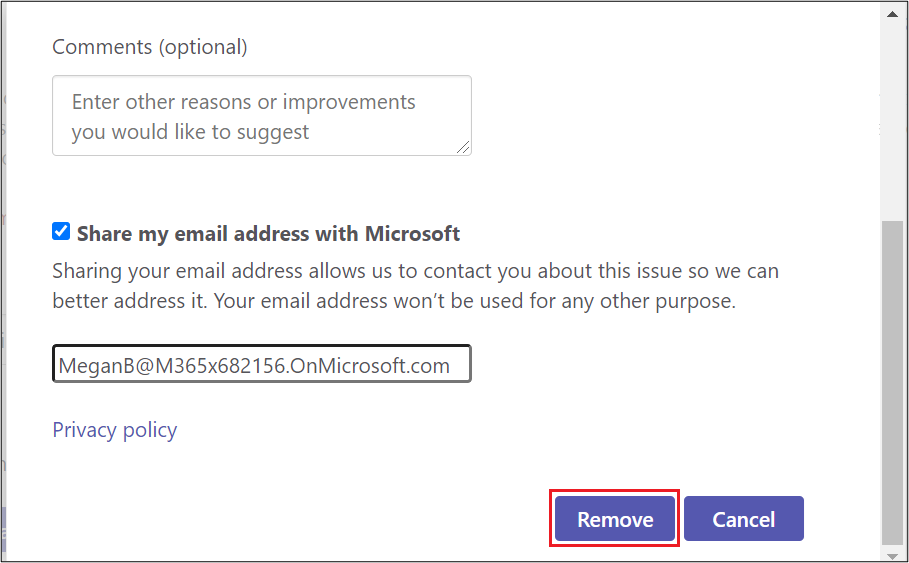 Comments (optional)
Enter other reasons or improvements
you would like to suggest
Share my email address with Microsoft
Sharing your email address allows us to contact you about this issue so we can
better address it. Your email address won’t be used for any other purpose.
MeganB@M365x682156.OnMicrosoft.com
Privacy policy
Remove
Cancel